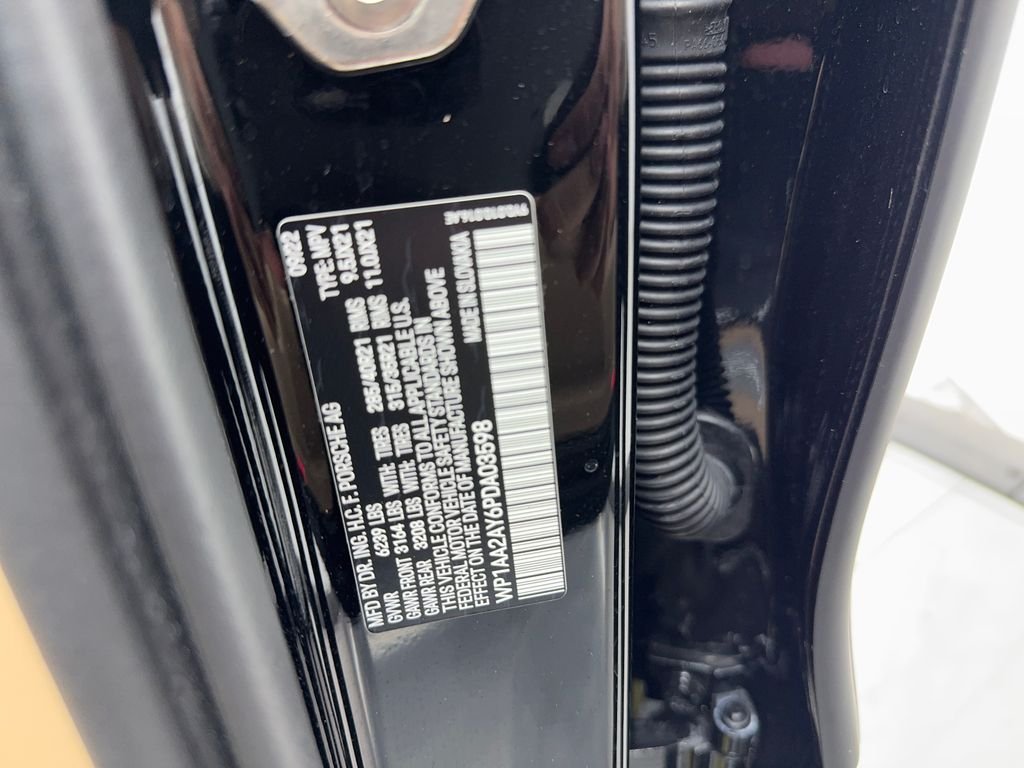 MFD BY DR. ING. H.C. F. PORSCHE AG 09/22
GVWR 6239 LBS TYPE: MPV
GAWR FRONT 3164 LBS WITH: TIRES 285/40R21 RIMS 9.5JX21
GAWR REAR 3208 LBS WITH: TIRES 315/35R21 RIMS 11.0JX21
THIS VEHICLE CONFORMS TO ALL APPLICABLE U.S.
FEDERAL MOTOR VEHICLE SAFETY STANDARDS IN
EFFECT ON THE DATE OF MANUFACTURE SHOWN ABOVE
WP1AA2AY6PDA03598 MADE IN SLOVAKIA